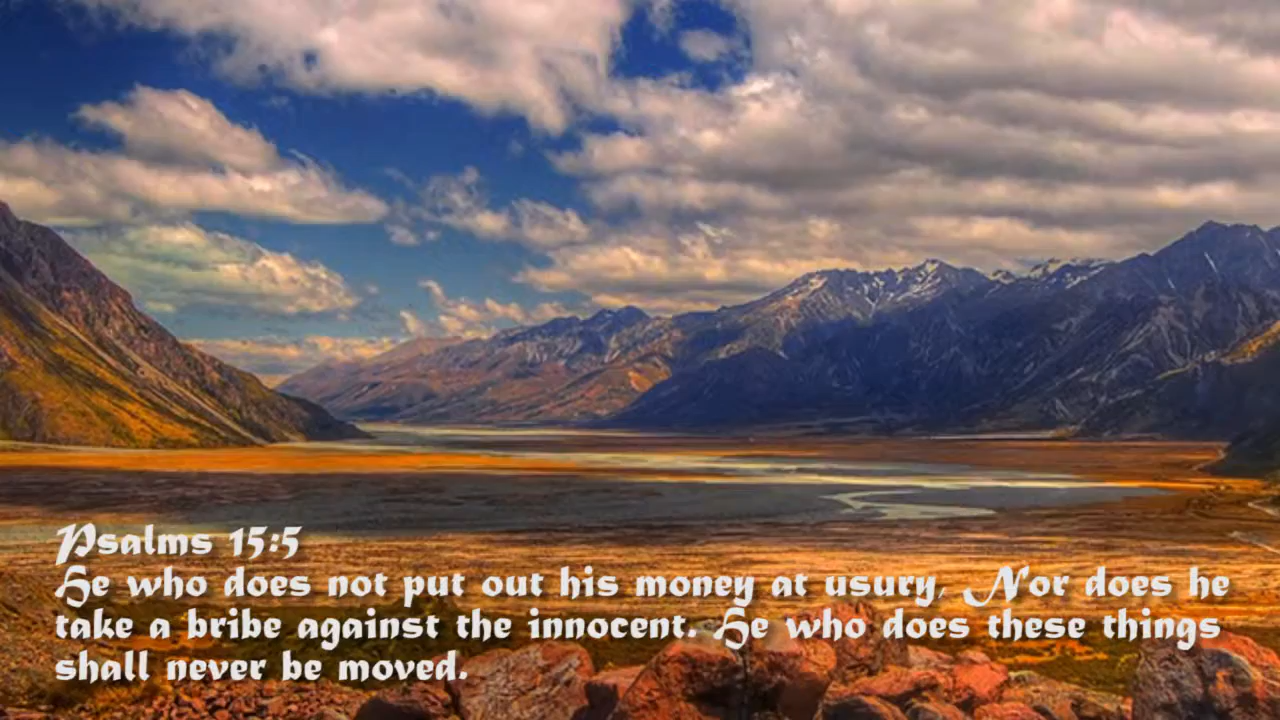 Psalms 15:5
He who does not put out his money at usury, Nor does he
take a bribe against the innocent. He who does these things
shall never be moved.